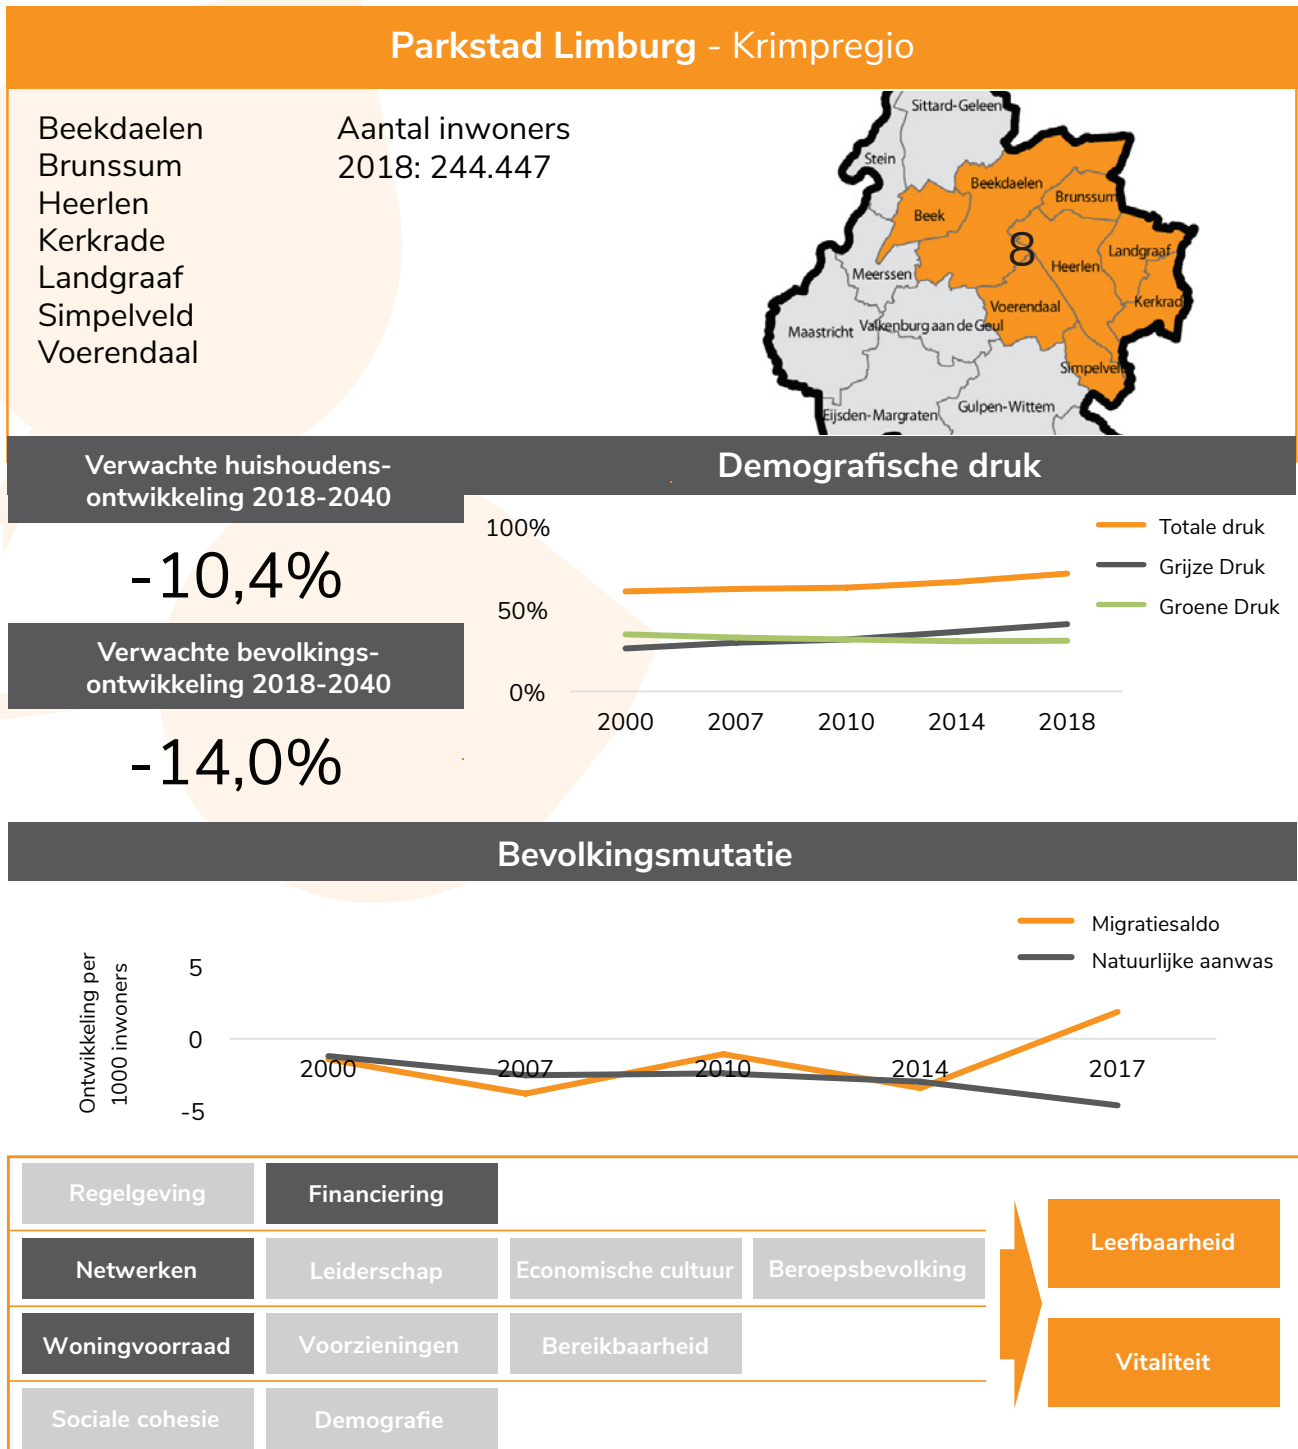 Parkstad Limburg - Krimpregio
Beekdaelen
Brunssum
Heerlen
Kerkrade
Landgraaf
Simpelveld
Voerendaal
Aantal inwoners
2018: 244.447
Sittard-Geleen
Stein
Beekdaelen
Brunssum
Beek
8
Landgraaf
Heerlen
Meerssen
Kerkrad
Voerendaal
Maastricht
Valkenburg aan de Geul
Simpelvel
Eijsden-Margraten
Gulpen-Wittem
Verwachte huishoudens-
ontwikkeling 2018-2040
-10,4%
Verwachte bevolkings-
ontwikkeling 2018-2040
-14,0%
Demografische druk
100%
50%
0%
2000 2007 2010 2014 2018
Totale druk
Grijze Druk
Groene Druk
Bevolkingsmutatie
Migratiesaldo
Natuurlijke aanwas
Ontwikkeling per
1000 inwoners
5
0
-5
2000 2007 2010 2014 2017
Regelgeving Financiering
Netwerken Leiderschap Economische cultuur Beroepsbevolking
Woningvoorraad Voorzieningen Bereikbaarheid
Sociale cohesie Demografie
Leefbaarheid
Vitaliteit